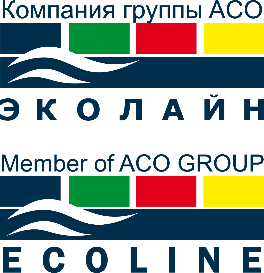 Компания группы АСО
ЭКОЛАЙН
Member of ACO GROUP
ECOLINE